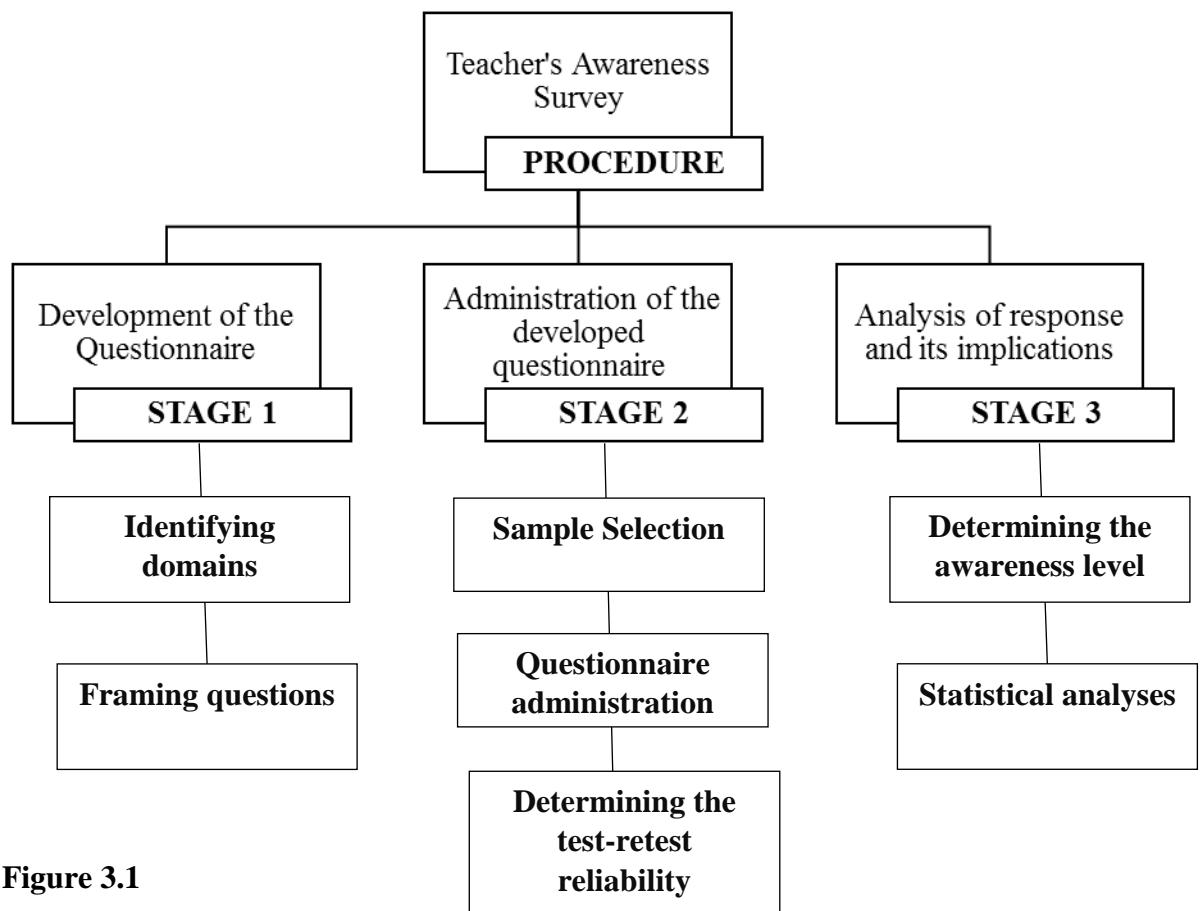 Teacher's Awareness
Survey
PROCEDURE
Development of the
Questionnaire
STAGE 1
Identifying
domains
Framing questions
Administration of the
developed
questionnaire
STAGE 2
Sample Selection
Questionnaire
administration
Determining the
test-retest
reliability
Analysis of response
and its implications
STAGE 3
Determining the
awareness level
Statistical analyses
Figure 3.1